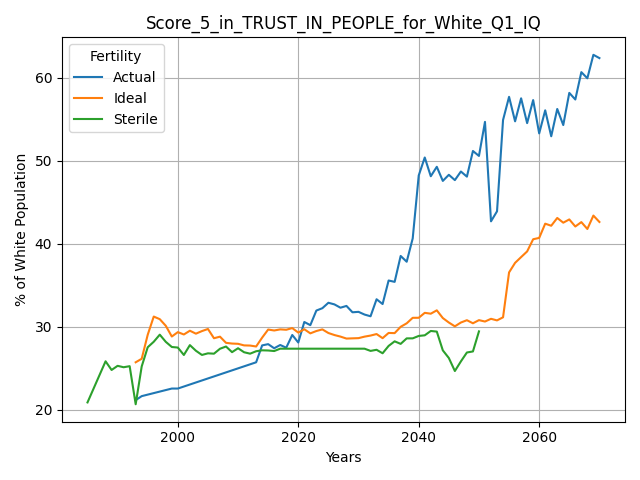 Score_5_in_TRUST_IN_PEOPLE_for_White_Q1_IQ
Fertility
Actual
Ideal
Sterile
% of White Population
60
50
40
30
20
2000
2020
2040
2060
Years